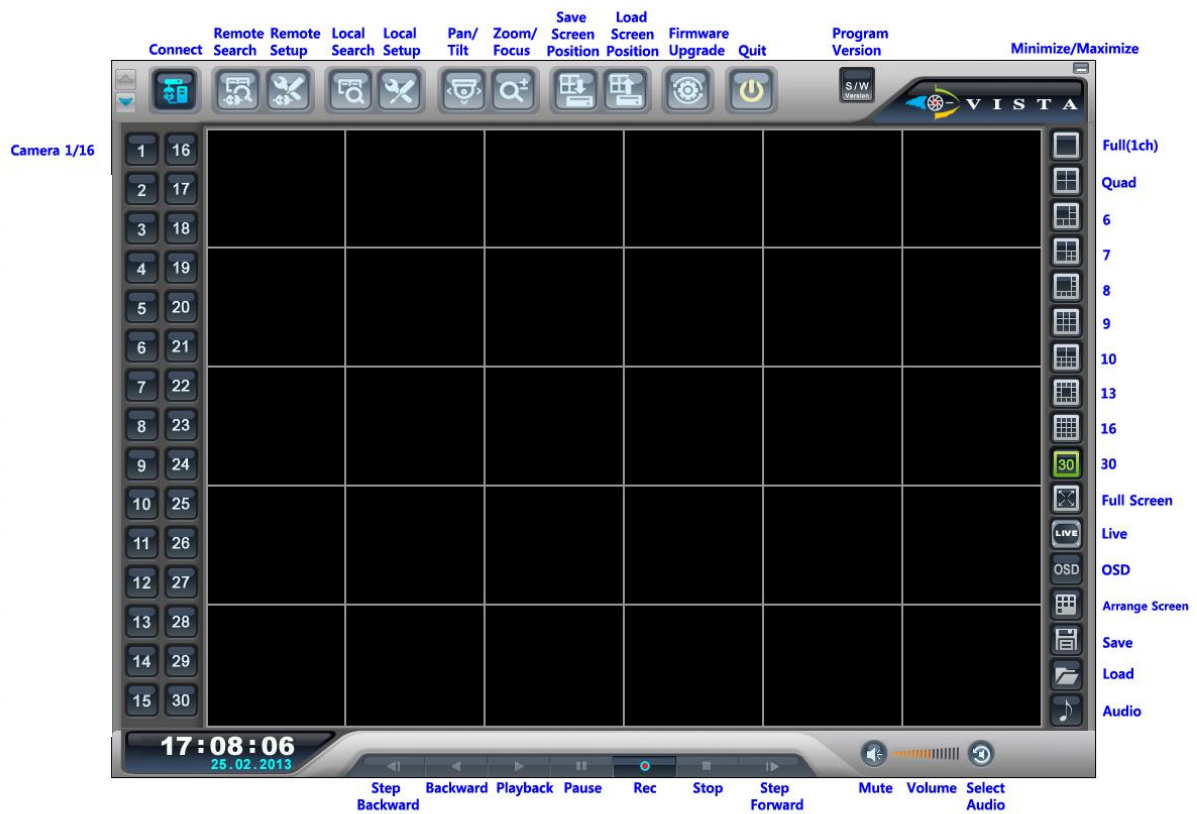 Save Load
Remote Remote Local Local Pan/ Zoom/ Screen Screen Firmware Program
Connect Search Setup Search Setup Tilt Focus Position Position Upgrade Quit Version Minimize/Maximize
S/W
Version
VISTA
Camera 1/16 1 16 Full(1ch)
2 17 Quad
3 18 6
4 19 7
5 20 8
6 21 9
7 22 10
8 23 13
9 24 16
30 30
10 25 Full Screen
11 26 LIVE Live
12 27 OSD OSD
13 28 Arrange Screen
14 29 Save
15 30 Load
Audio
17:08:06
25.02.2013
Step Backward Playback Pause Rec Stop Step Mute Volume Select
Backward Forward Audio